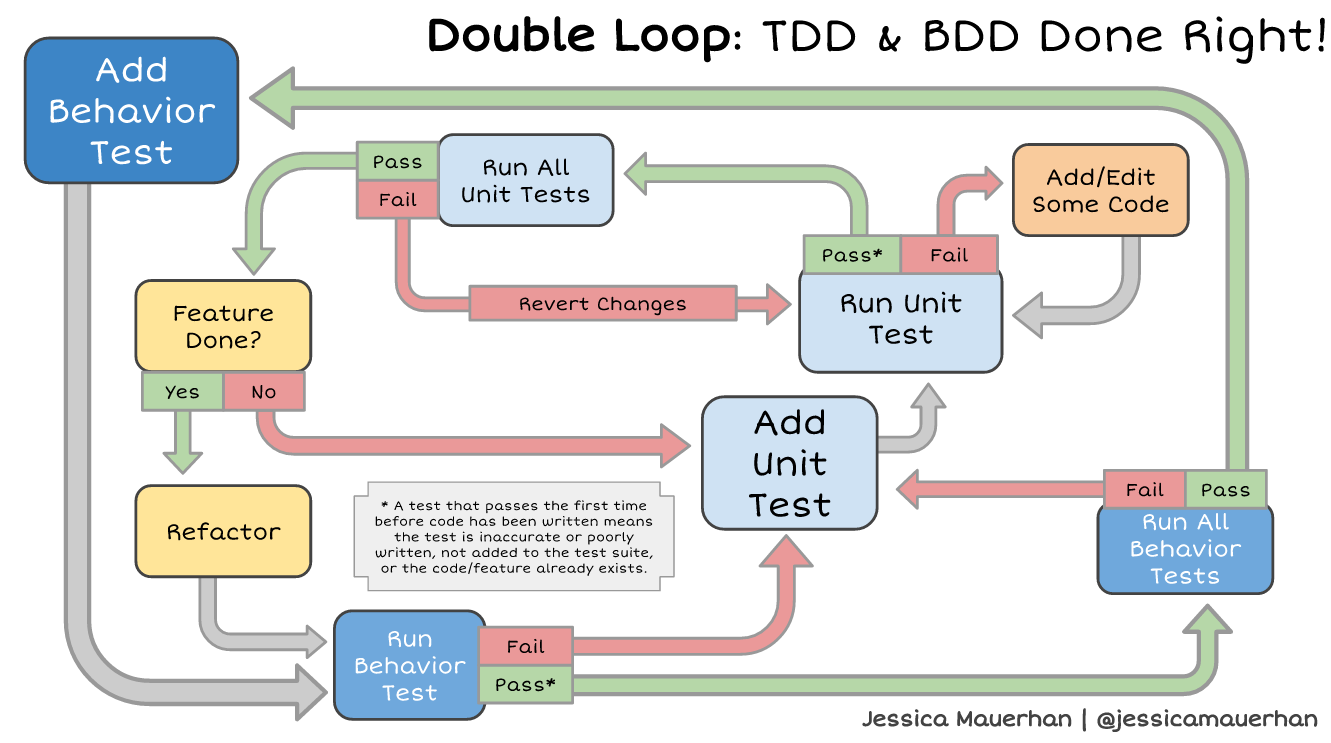 Double Loop: TDD & BDD Done Right!
Add
Behavior
Test
Pass
Fail
Run All
Unit Tests
Add/Edit
Some Code
Pass*
Fail
Run Unit
Test
Revert Changes
Feature
Done?
Yes
No
Add
Unit
Test
Fail
Pass
Run All
Behavior
Tests
Refactor
* A test that passes the first time
before code has been written means
the test is inaccurate or poorly
written, not added to the test suite,
or the code/feature already exists.
Run
Behavior
Test
Fail
Pass*
Jessica Mauerhan | @jessicamauerhan